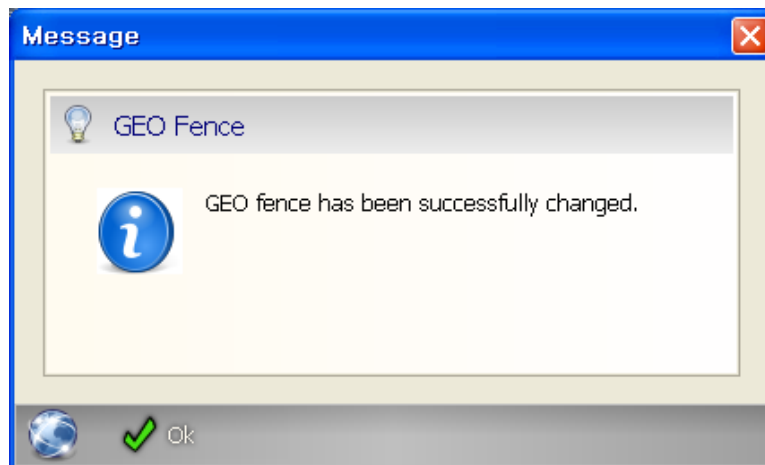 Message
GEO Fence
GEO fence has been successfully changed.
Ok